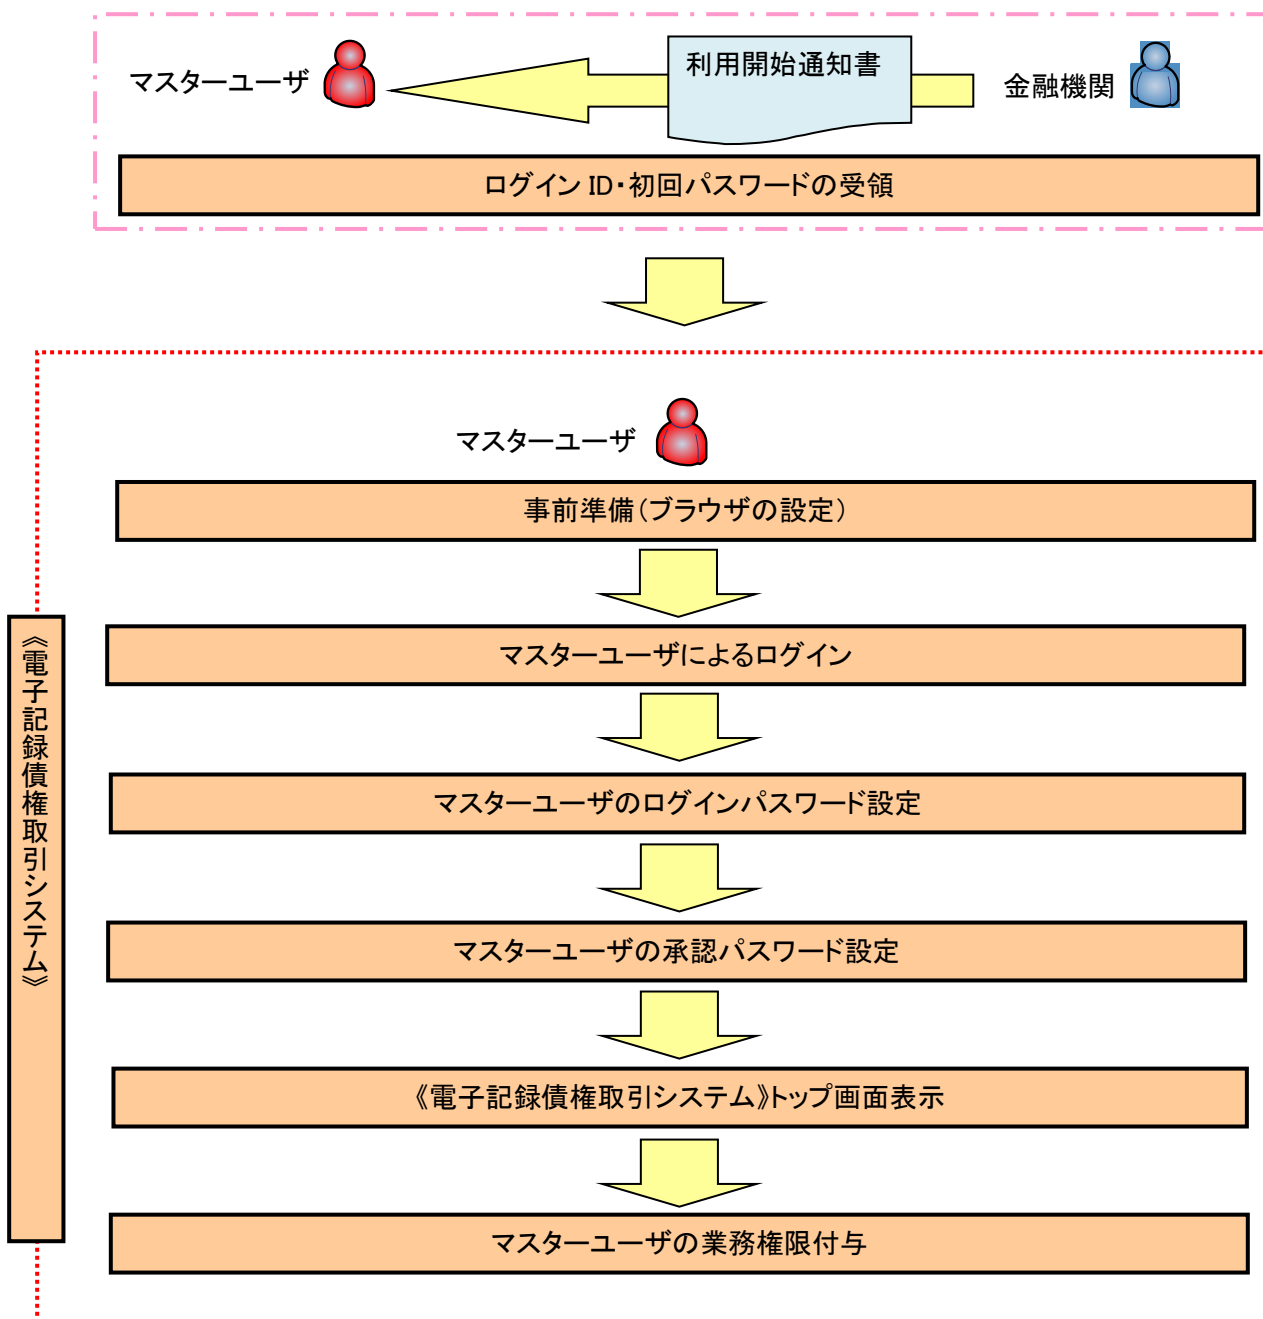 マスターユーザ
利用開始通知書
金融機関
ログイン ID・初回パスワードの受領
マスターユーザ
事前準備(ブラウザの設定)
マスターユーザによるログイン
《電子記録債権取引システム》
マスターユーザのログインパスワード設定
マスターユーザの承認パスワード設定
《電子記録債権取引システム》トップ画面表示
マスターユーザの業務権限付与